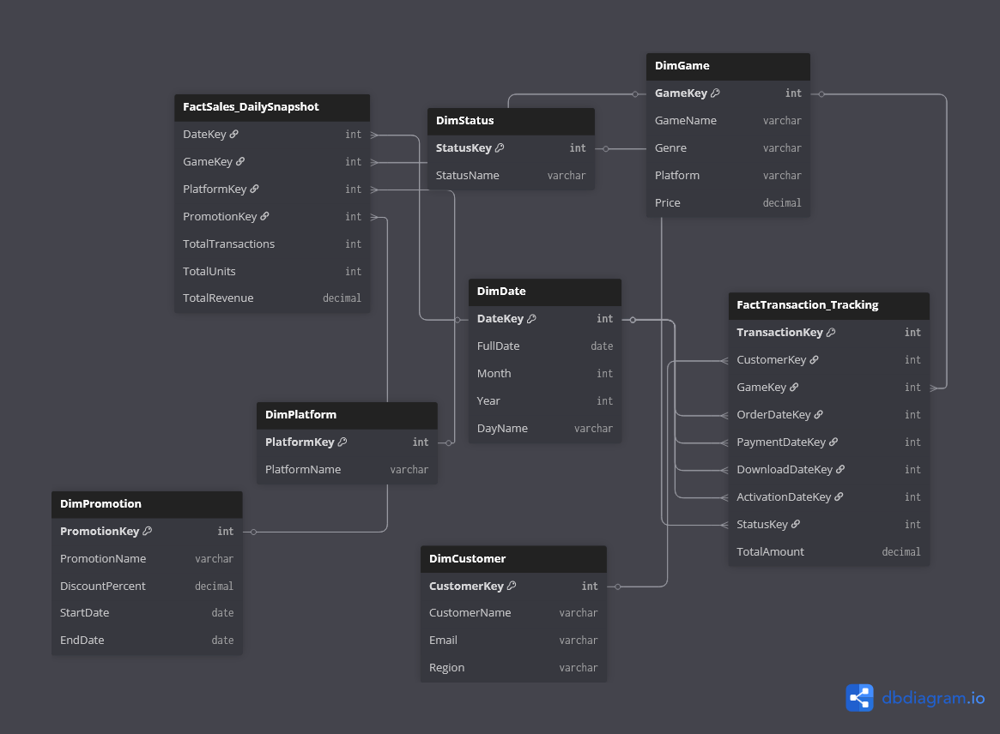 DimGame
GameKey int
GameName varchar
Genre varchar
Platform varchar
Price decimal
FactSales_DailySnapshot
DateKey int
GameKey int
PlatformKey int
PromotionKey int
TotalTransactions int
TotalUnits int
TotalRevenue decimal
DimStatus
StatusKey int
StatusName varchar
DimDate
DateKey int
FullDate date
Month int
Year int
DayName varchar
FactTransaction_Tracking
TransactionKey int
CustomerKey int
GameKey int
OrderDateKey int
PaymentDateKey int
DownloadDateKey int
ActivationDateKey int
StatusKey int
TotalAmount decimal
DimPlatform
PlatformKey int
PlatformName varchar
DimPromotion
PromotionKey int
PromotionName varchar
DiscountPercent decimal
StartDate date
EndDate date
DimCustomer
CustomerKey int
CustomerName varchar
Email varchar
Region varchar
dbdiagram.io